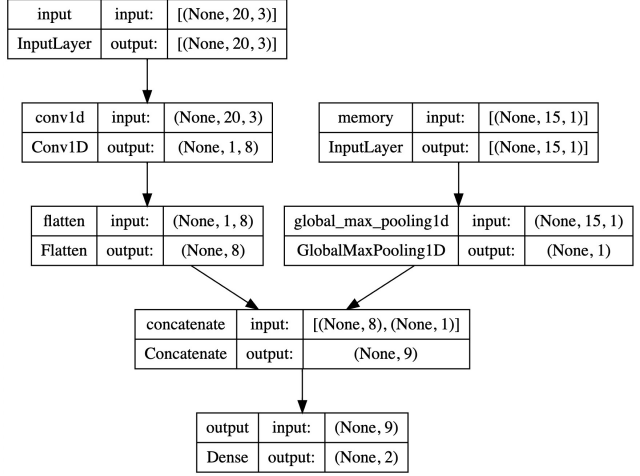 input input: [(None, 20, 3)]
InputLayer output: [(None, 20, 3)]
conv1d input: (None, 20, 3)
Conv1D output: (None, 1, 8)
memory input: [(None, 15, 1)]
InputLayer output: [(None, 15, 1)]
flatten input: (None, 1, 8)
Flatten output: (None, 8)
global_max_pooling1d input: (None, 15, 1)
GlobalMaxPooling1D output: (None, 1)
concatenate input: [(None, 8), (None, 1)]
Concatenate output: (None, 9)
output input: (None, 9)
Dense output: (None, 2)